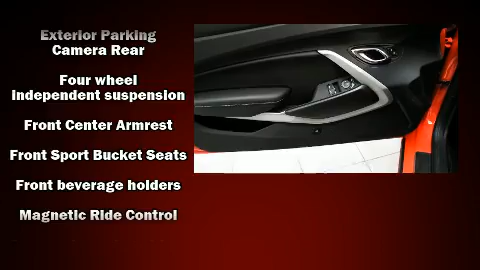 Exterior Parking
Camera Rear
Four wheel
independent suspension
Front Center Armrest
Front Sport Bucket Seats
Front beverage holders
Magnetic Ride Control